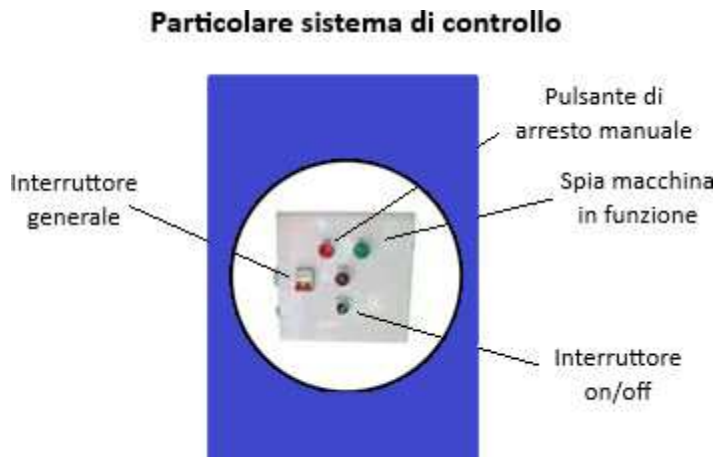 Particolare sistema di controllo
Pulsante di
arresto manuale
Interruttore
generale
Spia macchina
in funzione
Interruttore
on/off